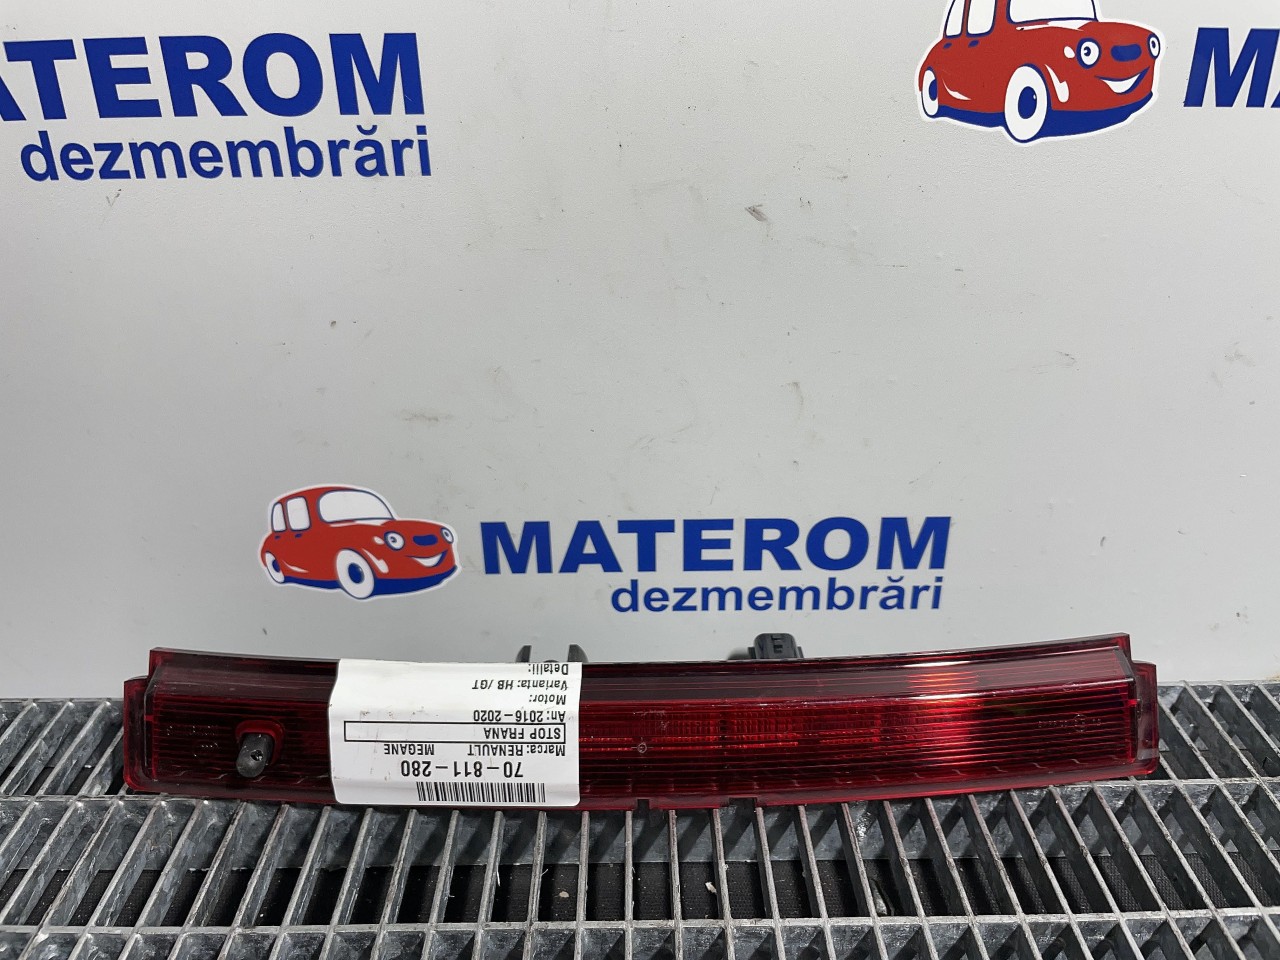 MATEROM
dezmembrări
M
MATEROM
dezmembrări
70-811-280
Marca: RENAULT MEGANE
STOP FRANA
An: 2016-2020
Motor:
Varianta: HB /GT
Detalii: